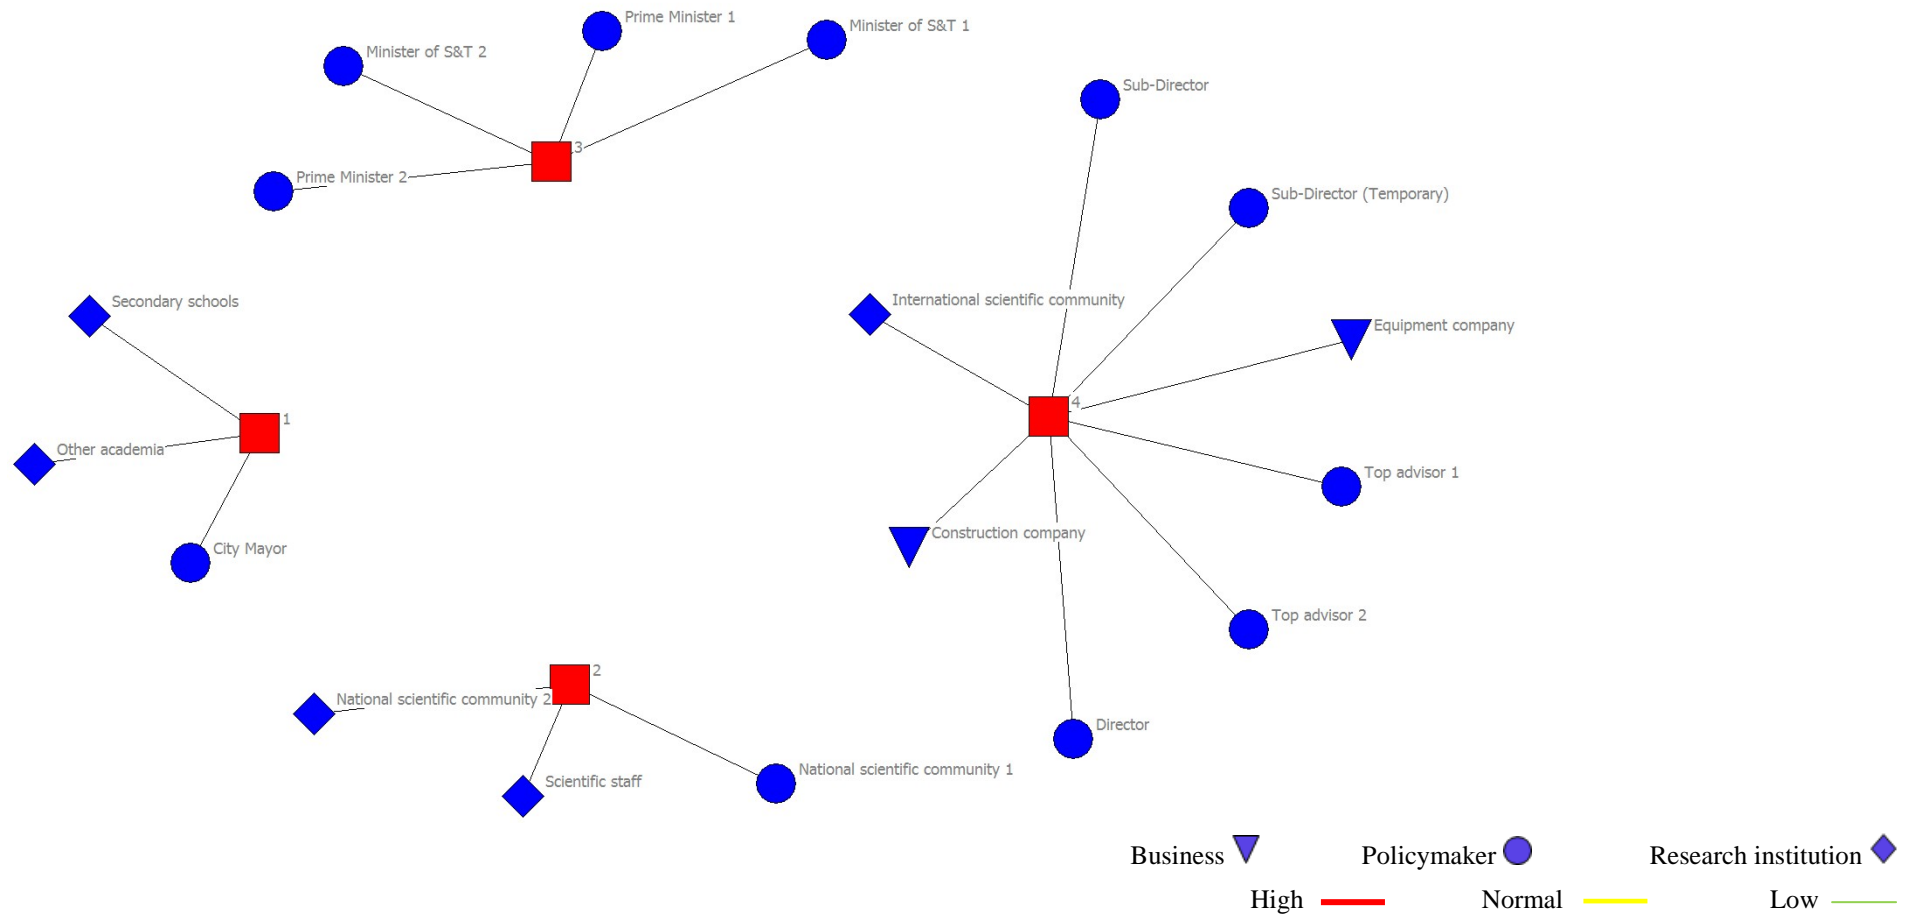 Prime Minister 1
Minister of S&T 1
Minister of S&T 2
Sub-Director
3
Prime Minister 2
Sub-Director (Temporary)
Secondary schools
International scientific community
Equipment company
4
1
Other academia
Top advisor 1
City Mayor
Construction company
Top advisor 2
2
National scientific community 2
Director
Scientific staff
National scientific community 1
Business Policymaker Research institution
High Normal Low